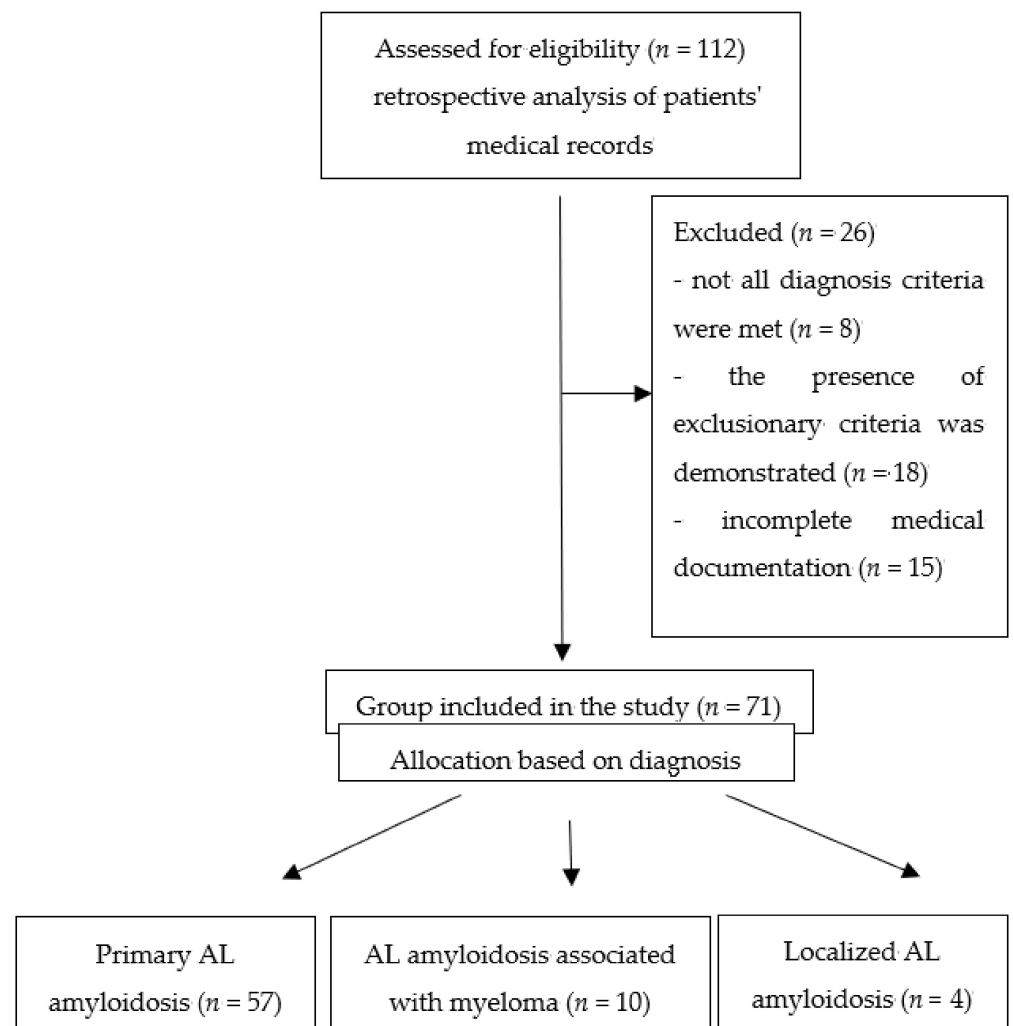 Assessed for eligibility (n = 112)
retrospective analysis of patients'
medical records
Excluded (n = 26)
- not all diagnosis criteria
were met (n = 8)
- the presence of
exclusionary criteria was
demonstrated (n = 18)
- incomplete medical
documentation (n = 15)
Group included in the study (n = 71)
Allocation based on diagnosis
Primary AL
amyloidosis (n = 57)
AL amyloidosis associated
with myeloma (n = 10)
Localized AL
amyloidosis (n = 4)